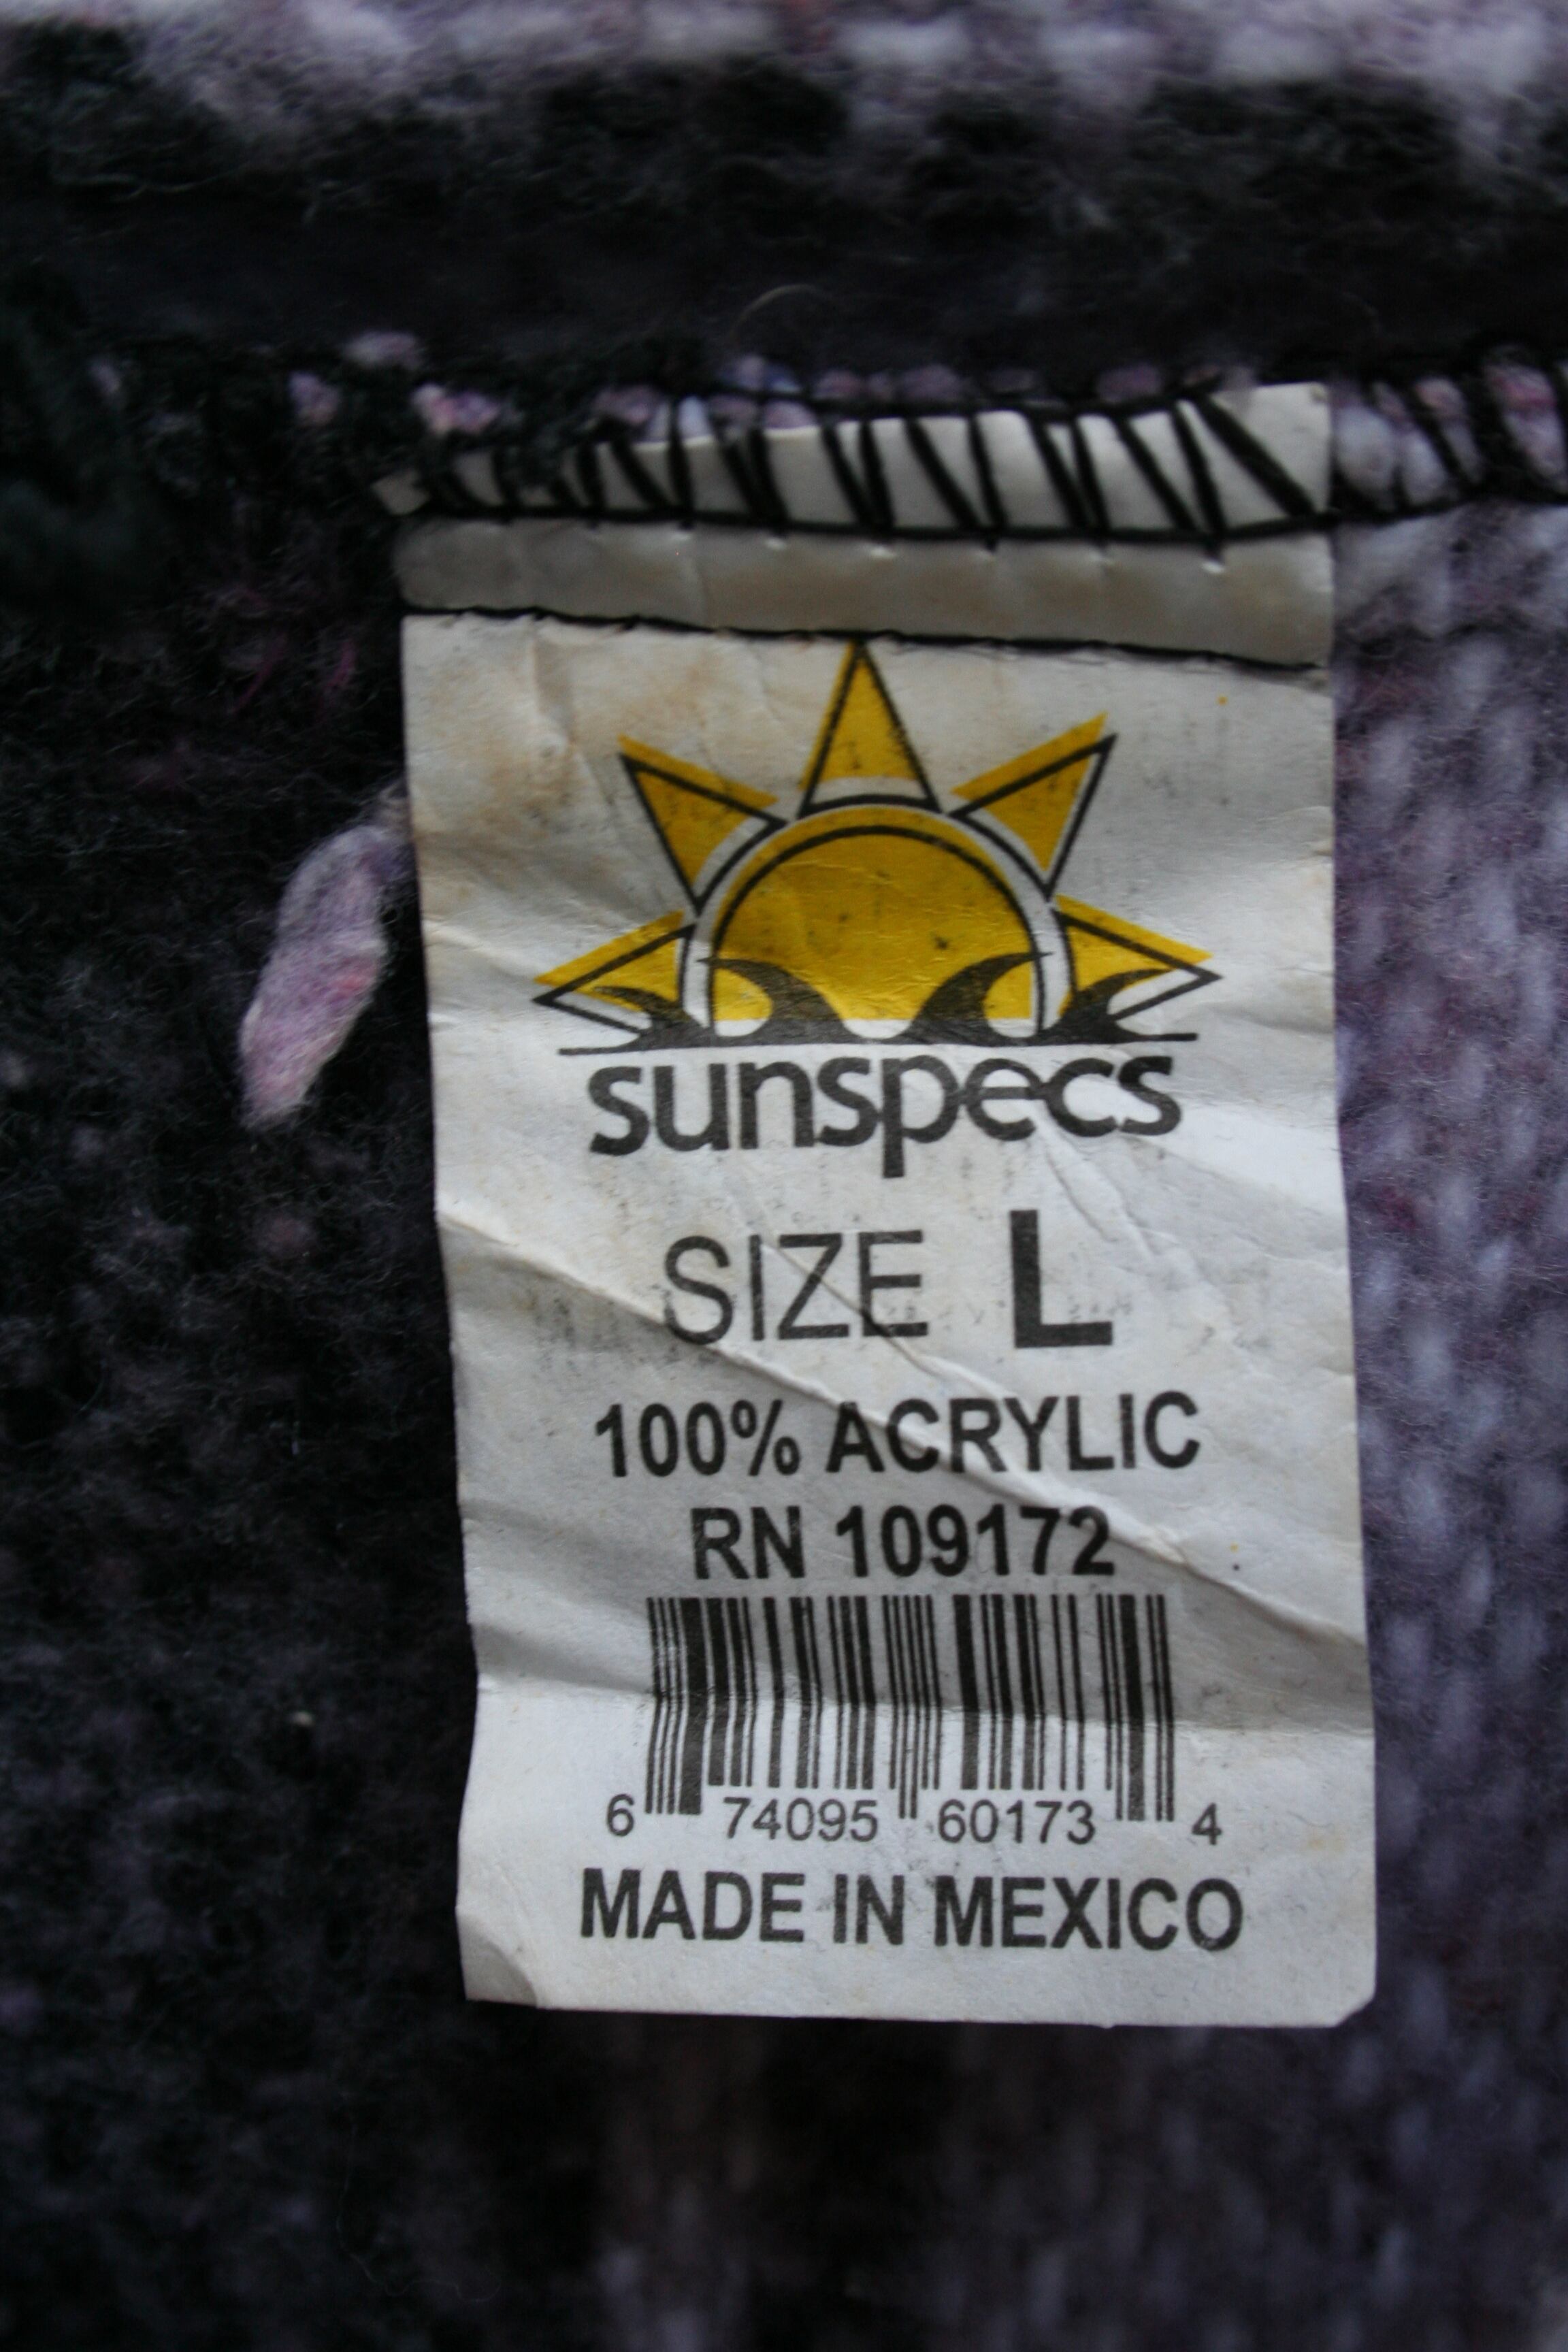 sunspecs
SIZE L
100% ACRYLIC
RN 109172
6 74095 60173 4
MADE IN MEXICO